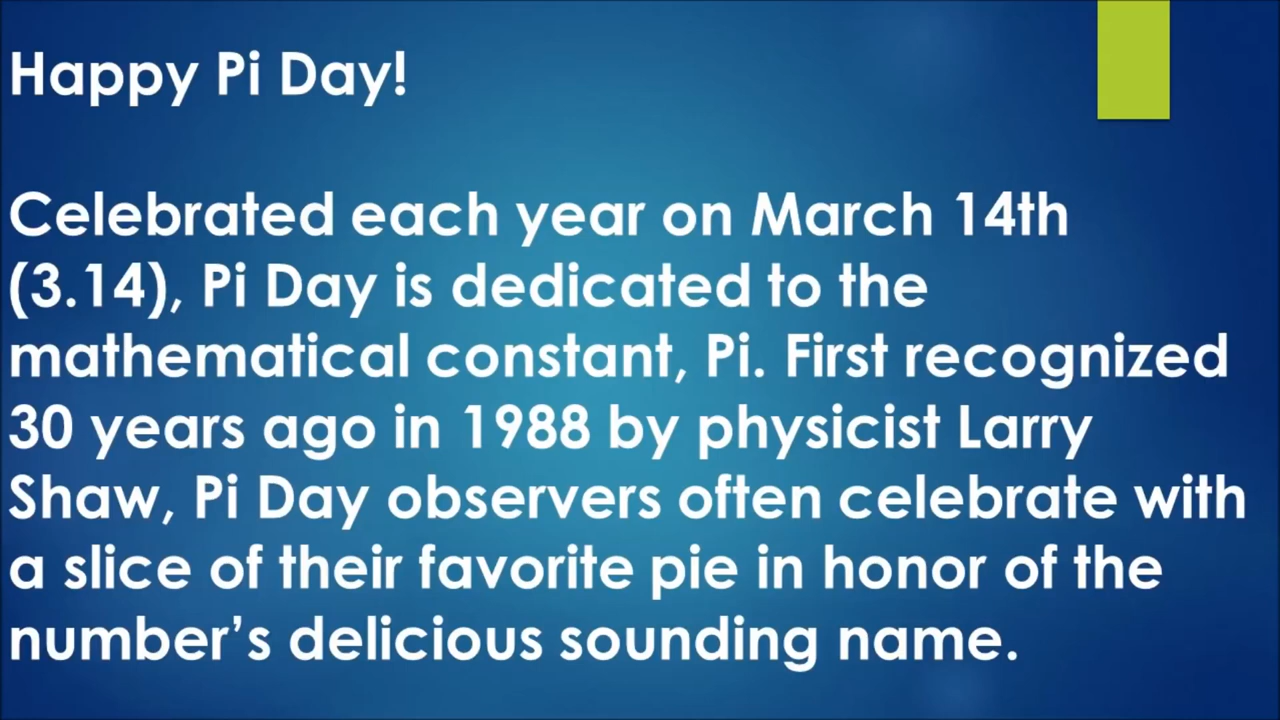 Happy Pi Day!
Celebrated each year on March 14th
(3.14), Pi Day is dedicated to the
mathematical constant, Pi. First recognized
30 years ago in 1988 by physicist Larry
Shaw, Pi Day observers often celebrate with
a slice of their favorite pie in honor of the
number’s delicious sounding name.